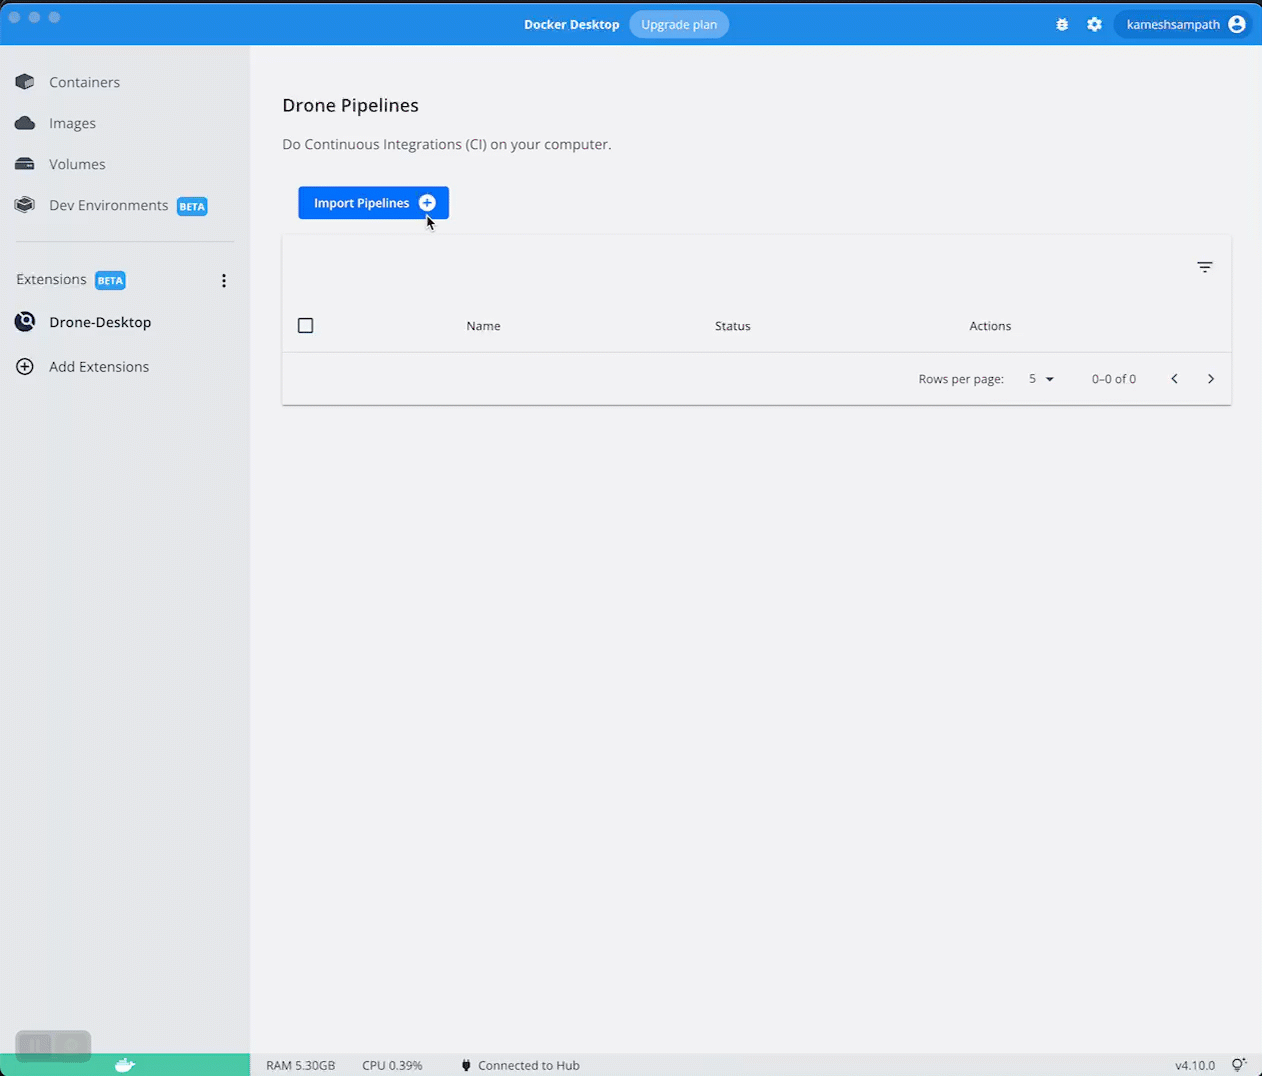 Docker Desktop Upgrade plan kameshsampath
Containers
Images
Volumes
Dev Environments BETA
Extensions BETA
Drone-Desktop
Add Extensions
Drone Pipelines
Do Continuous Integrations (CI) on your computer.
Import Pipelines
Name Status Actions
Rows per page: 5 0–0 of 0
RAM 5.30GB CPU 0.39% Connected to Hub v4.10.0